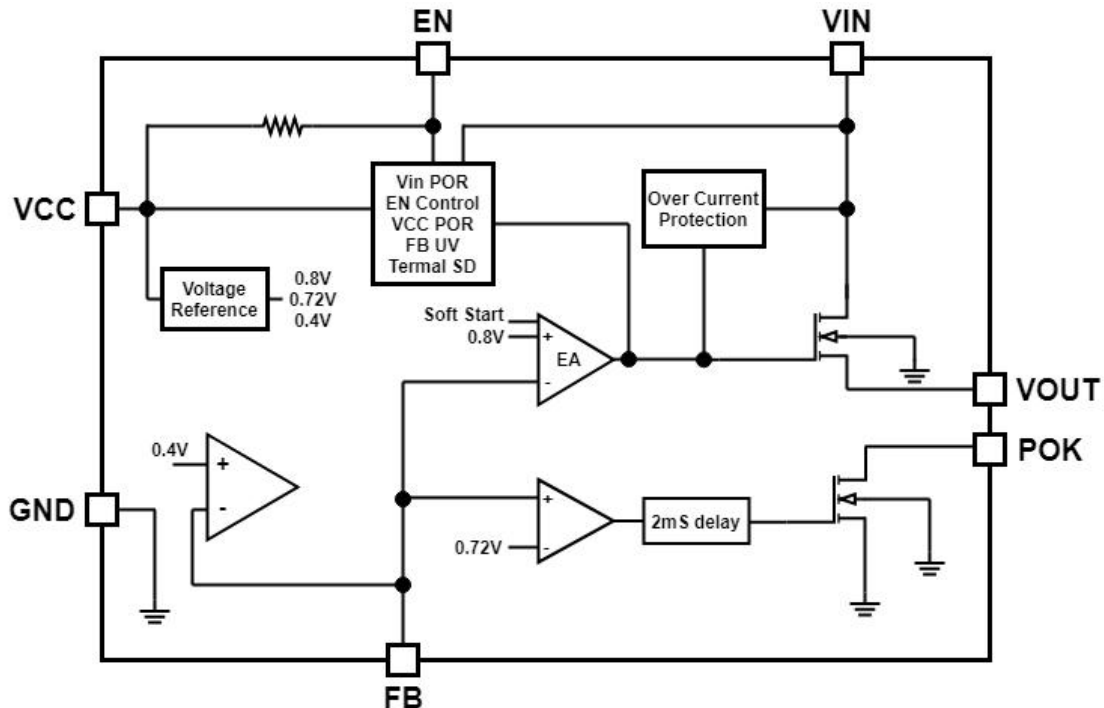 EN
VIN
VCC
Vin POR
EN Control
VCC POR
FB UV
Termal SD
Over Current
Protection
Voltage
Reference
0.8V
0.72V
0.4V
Soft Start
0.8V
+
EA
-
VOUT
POK
0.4V
+
-
GND
+
0.72V
-
2mS delay
FB